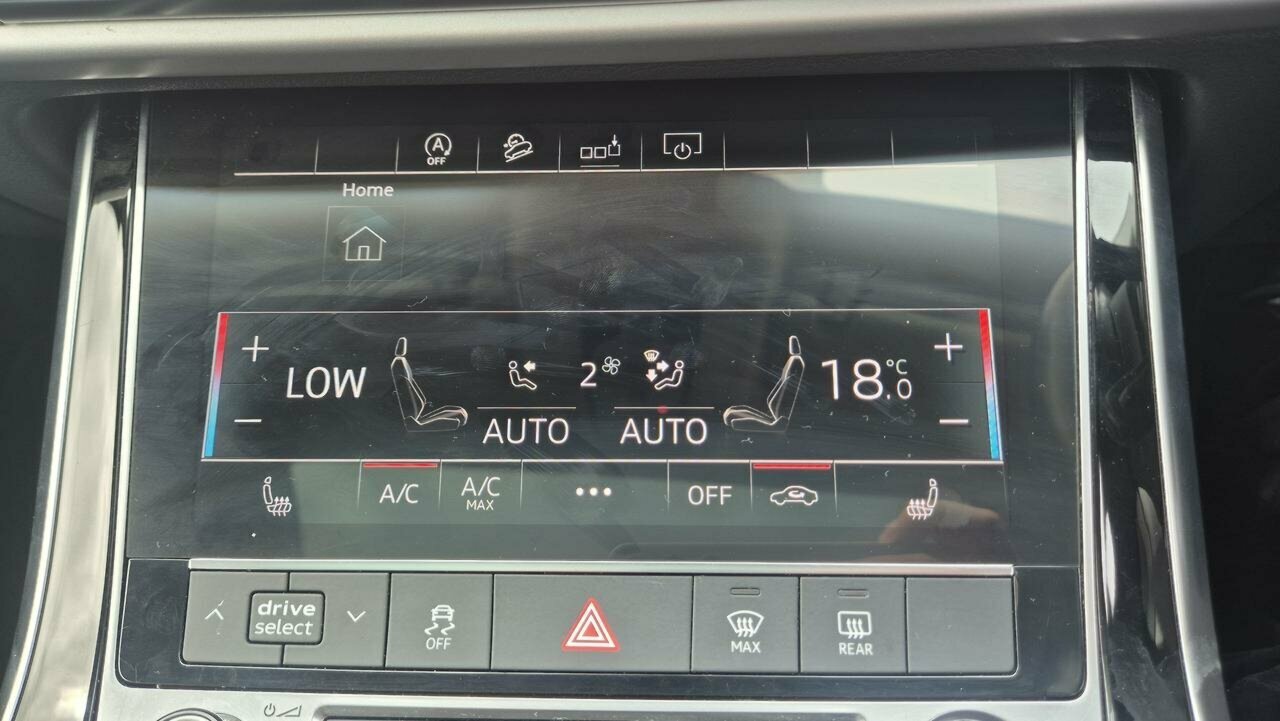 A
OFF
Home
LOW
2
18.0 °C
AUTO
AUTO
A/C
A/C
MAX
OFF
drive
select
OFF
MAX
REAR